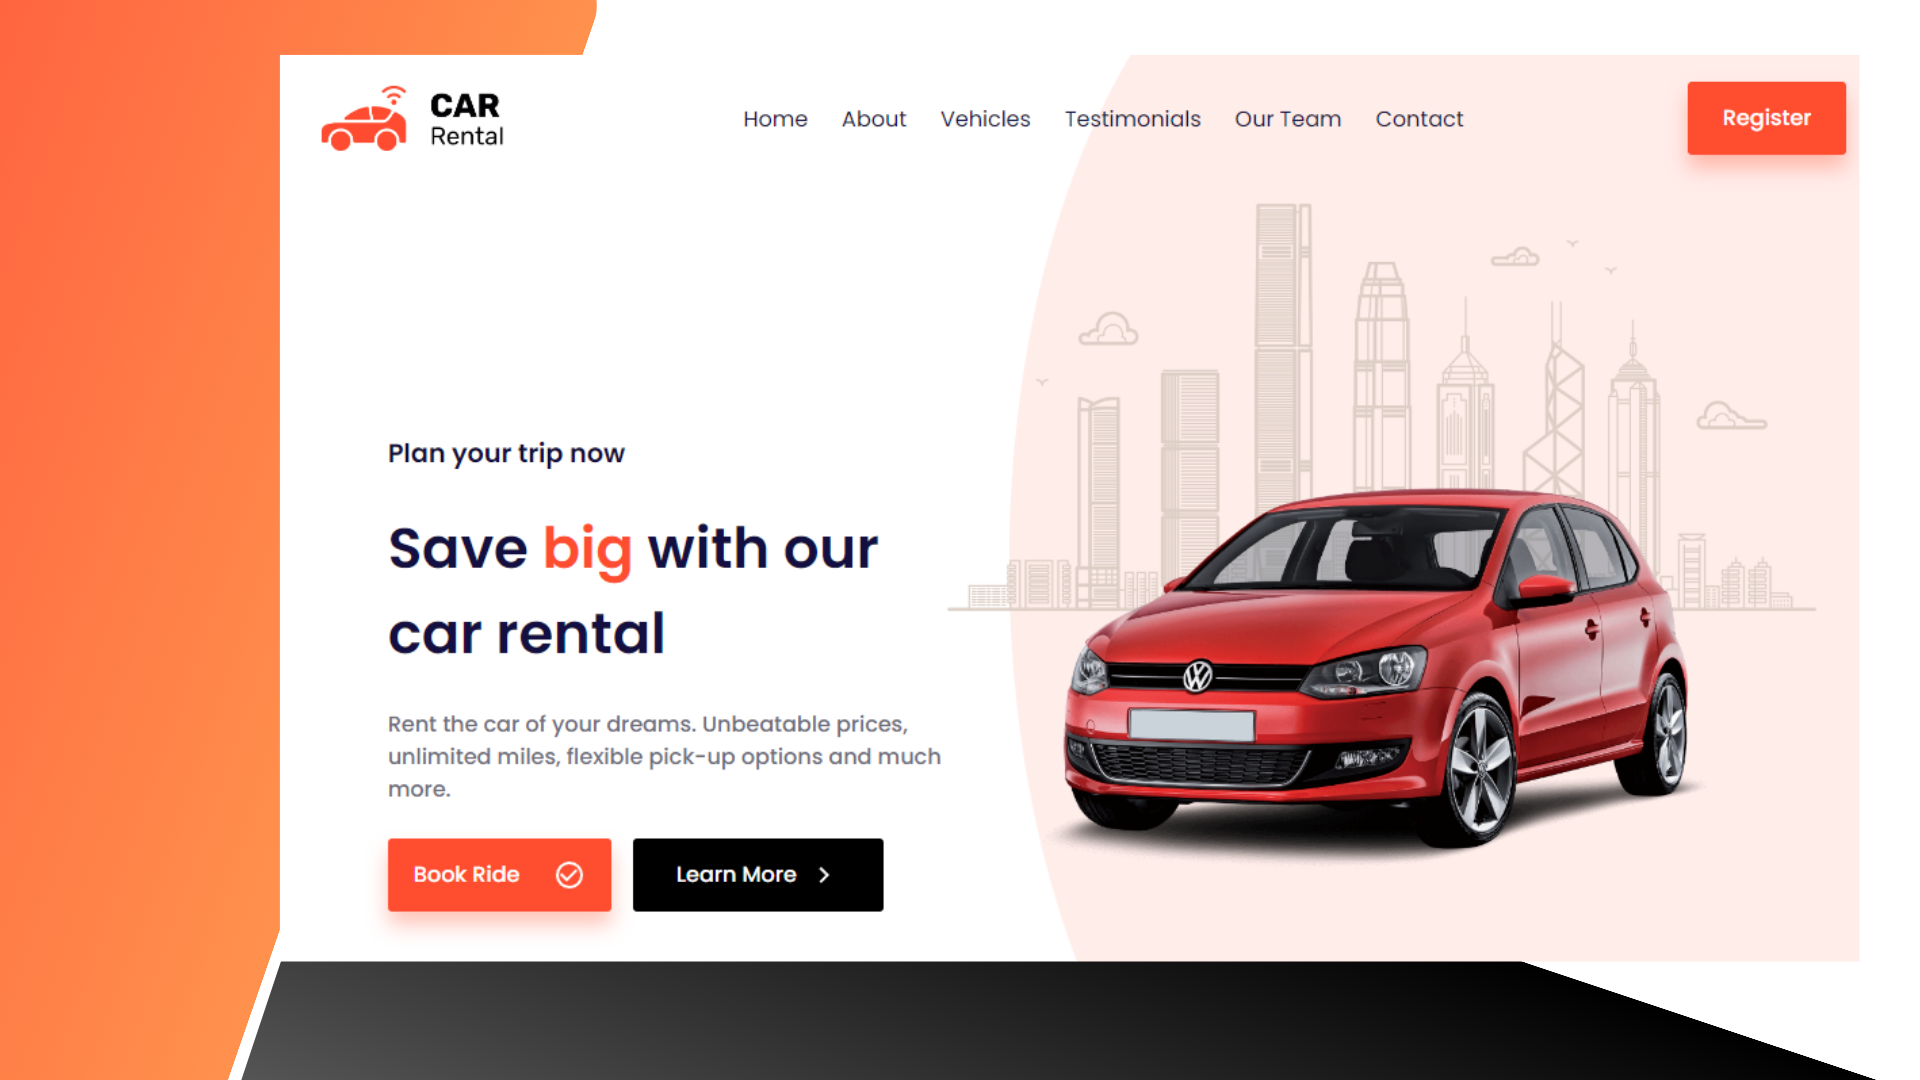 CAR
Rental
Home About Vehicles Testimonials Our Team Contact
Register
Plan your trip now
Save big with our
car rental
Rent the car of your dreams. Unbeatable prices,
unlimited miles, flexible pick-up options and much
more.
Book Ride
Learn More